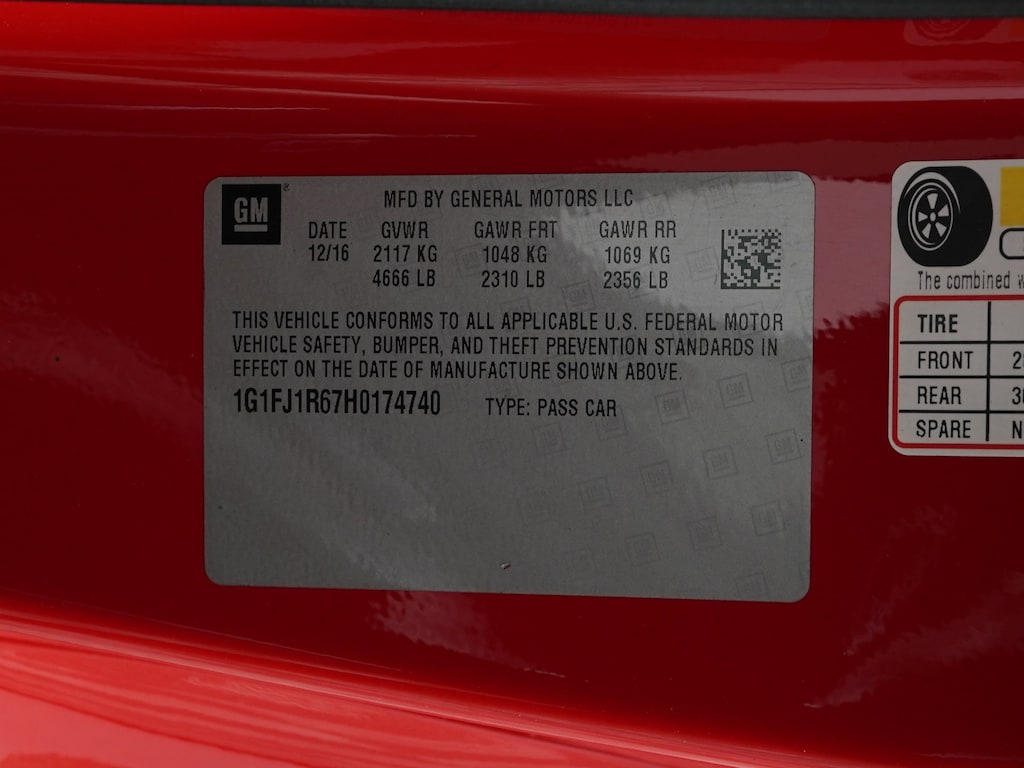 GM
®
MFD BY GENERAL MOTORS LLC
DATE GVWR GAWR FRT GAWR RR
12/16 2117 KG 1048 KG 1069 KG
4666 LB 2310 LB 2356 LB
THIS VEHICLE CONFORMS TO ALL APPLICABLE U.S. FEDERAL MOTOR
VEHICLE SAFETY, BUMPER, AND THEFT PREVENTION STANDARDS IN
EFFECT ON THE DATE OF MANUFACTURE SHOWN ABOVE.
1G1FJ1R67H0174740 TYPE: PASS CAR
The combined
TIRE
FRONT
REAR
SPARE N